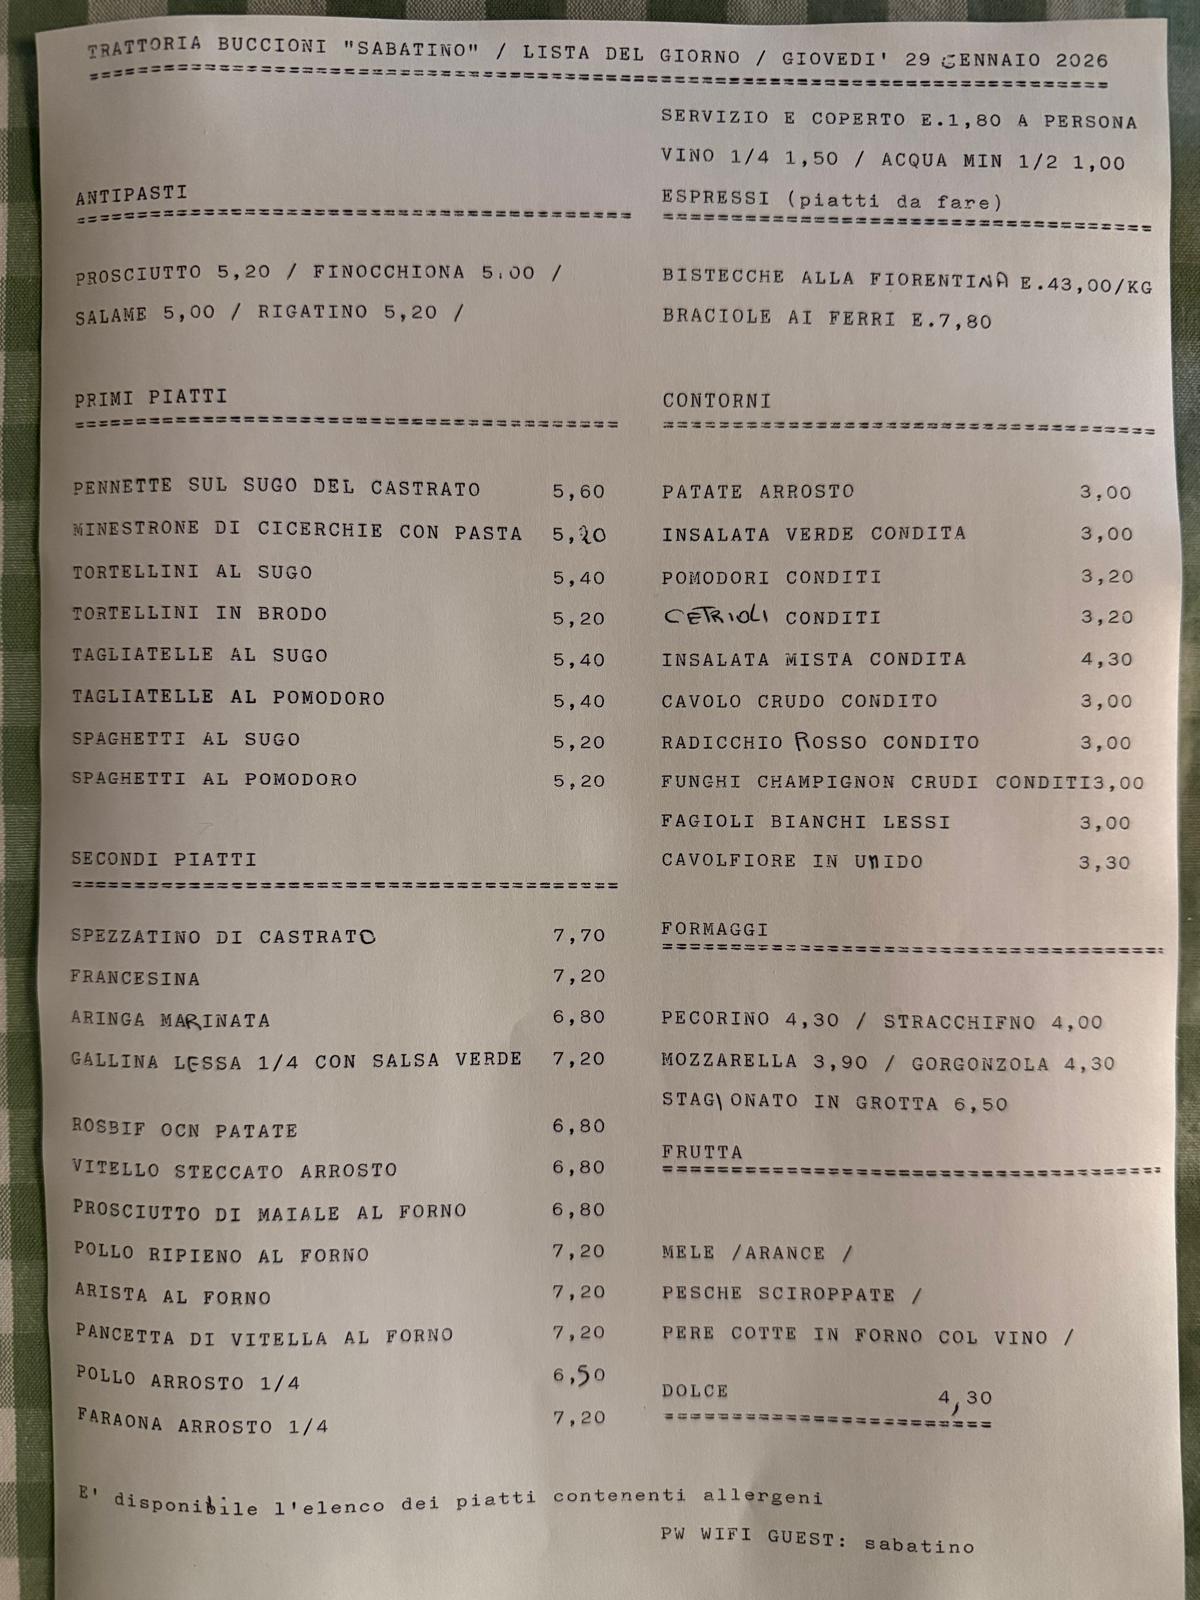 TRATTORIA BUCCIONI "SABATINO" / LISTA DEL GIORNO / GIOVEDI' 29 GENNAIO 2026
SERVIZIO E COPERTO E.1,80 A PERSONA
VINO 1/4 1,50 / ACQUA MIN 1/2 1,00
ANTIPASTI
PROSCIUTTO 5,20 / FINOCCHIONA 5,00 /
SALAME 5,00 / RIGATINO 5,20 /
PRIMI PIATTI
PENNETTE SUL SUGO DEL CASTRATO 5,60
MINESTRONE DI CICERCHIE CON PASTA 5,20
TORTELLINI AL SUGO 5,40
TORTELLINI IN BRODO 5,20
TAGLIATELLE AL SUGO 5,40
TAGLIATELLE AL POMODORO 5,40
SPAGHETTI AL SUGO 5,20
SPAGHETTI AL POMODORO 5,20
SECONDI PIATTI
SPEZZATINO DI CASTRATO 7,70
FRANCESINA 7,20
ARINGA MARINATA 6,80
GALLINA LESSA 1/4 CON SALSA VERDE 7,20
ROSBIF OCN PATATE 6,80
VITELLO STECCATO ARROSTO 6,80
PROSCIUTTO DI MAIALE AL FORNO 6,80
POLLO RIPIENO AL FORNO 7,20
ARISTA AL FORNO 7,20
PANCETTA DI VITELLA AL FORNO 7,20
POLLO ARROSTO 1/4 6,50
FARAONA ARROSTO 1/4 7,20
ESPRESSI (piatti da fare)
BISTECCHE ALLA FIORENTINA E.43,00/KG
BRACIOLE AI FERRI E.7,80
CONTORNI
PATATE ARROSTO 3,00
INSALATA VERDE CONDITA 3,00
POMODORI CONDITI 3,20
CETRIOLI CONDITI 3,20
INSALATA MISTA CONDITA 4,30
CAVOLO CRUDO CONDITO 3,00
RADICCHIO ROSSO CONDITO 3,00
FUNGHI CHAMPIGNON CRUDI CONDITI3,00
FAGIOLI BIANCHI LESSI 3,00
CAVOLFIORE IN UnIDO 3,30
FORMAGGI
PECORINO 4,30 / STRACCHIFNO 4,00
MOZZARELLA 3,90 / GORGONZOLA 4,30
STAGIONATO IN GROTTA 6,50
FRUTTA
MELE /ARANCE /
PESCHE SCIROPPATE /
PERE COTTE IN FORNO COL VINO /
DOLCE 4,30
E' disponibile l'elenco dei piatti contenenti allergeni
PW WIFI GUEST: sabatino